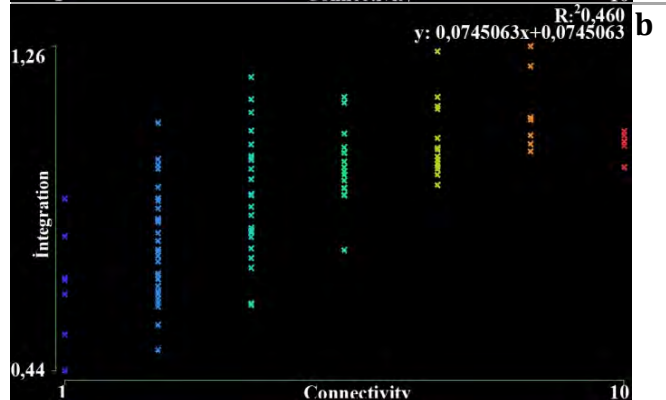 R:²0,460
b
y: 0,0745063x+0,0745063
1,26
integration
0,44
1
Connectivity
10